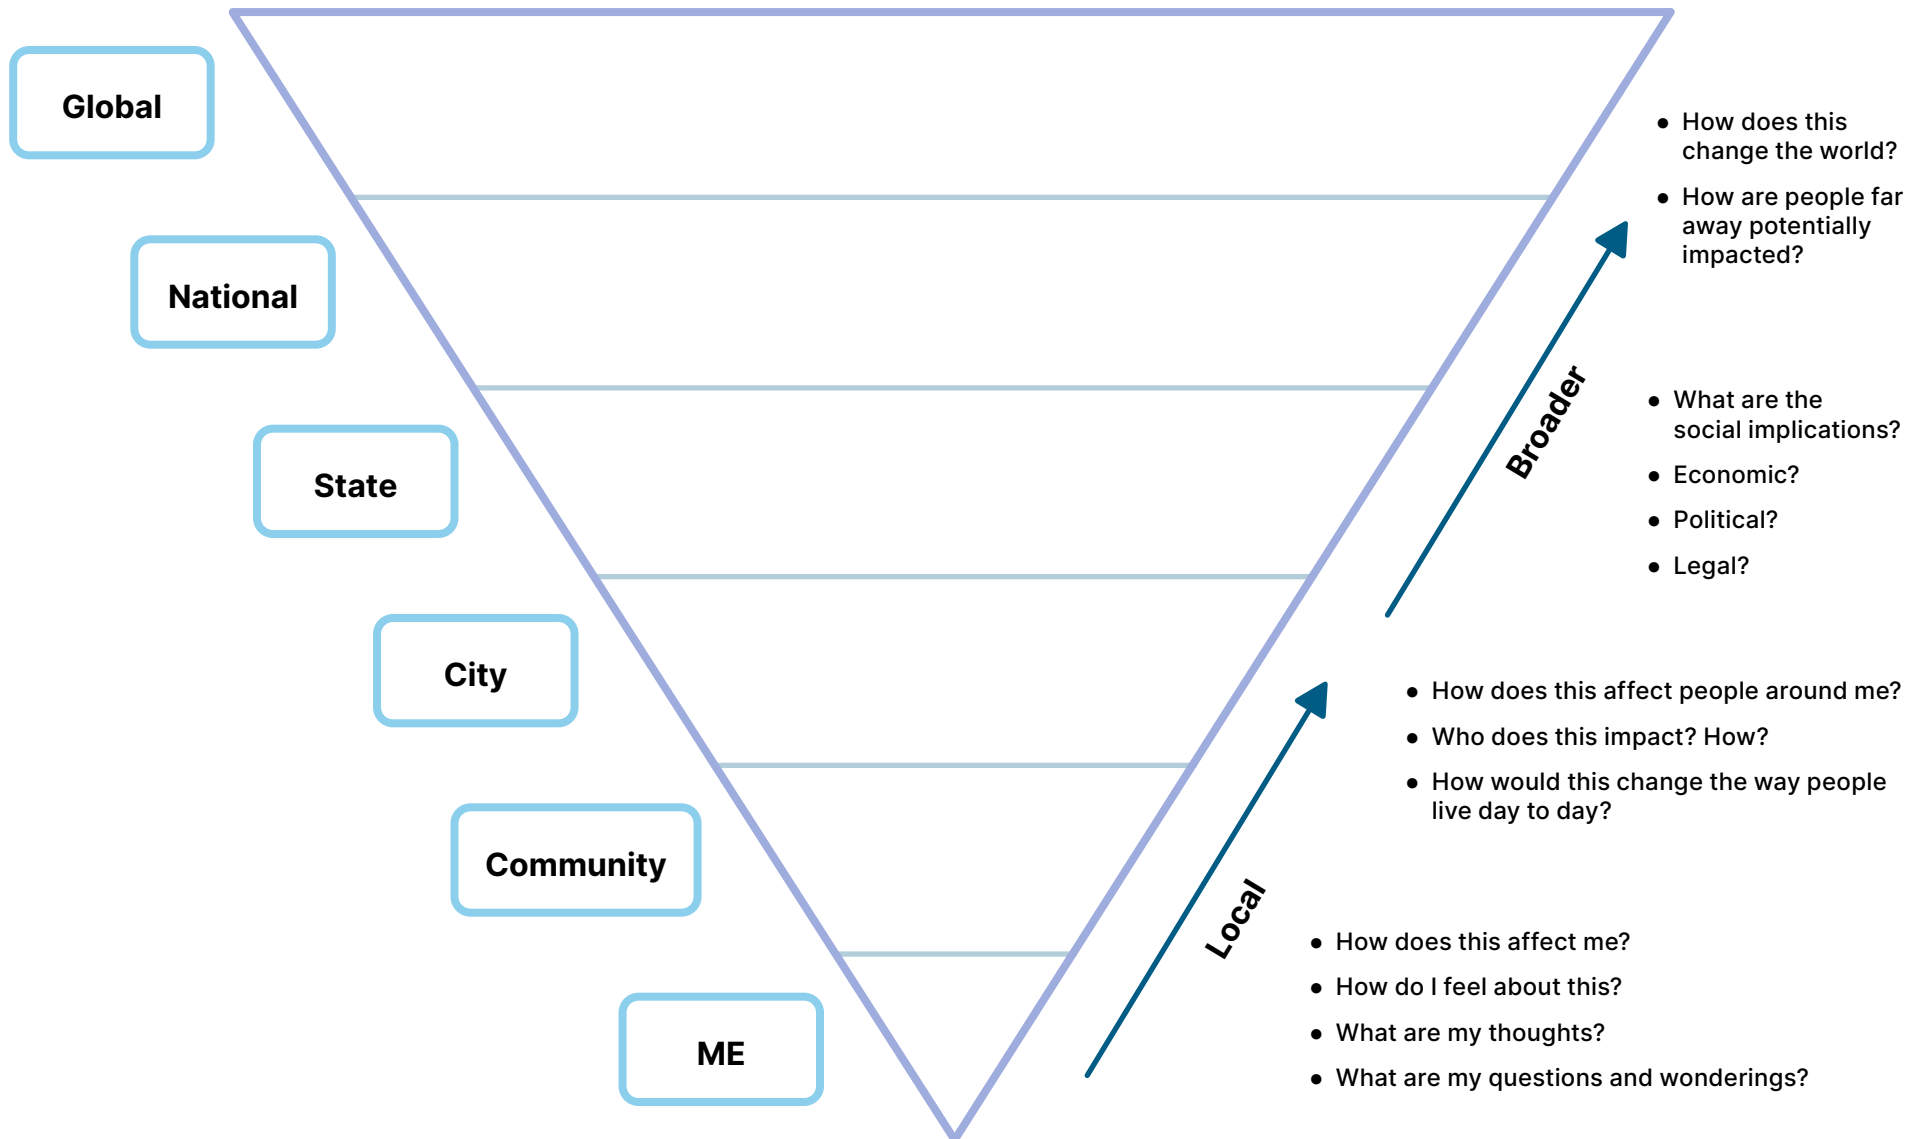 Global
National
State
City
Community
ME
Broader
Local
● How does this
change the world?
● How are people far
away potentially
impacted?
● What are the
social implications?
● Economic?
● Political?
● Legal?
● How does this affect people around me?
● Who does this impact? How?
● How would this change the way people
live day to day?
● How does this affect me?
● How do I feel about this?
● What are my thoughts?
● What are my questions and wonderings?